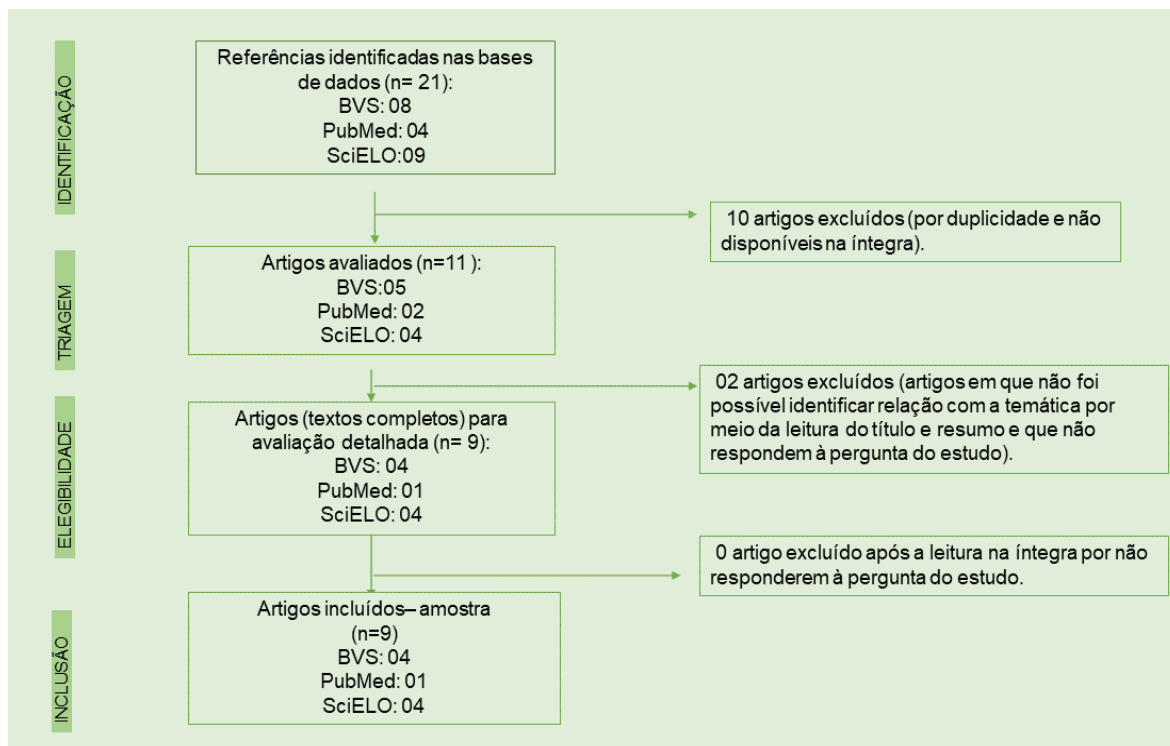 IDENTIFICAÇÃO
Referências identificadas nas bases
de dados (n= 21):
BVS: 08
PubMed: 04
SciELO:09
10 artigos excluídos (por duplicidade e não
disponíveis na íntegra).
TRIAGEM
Artigos avaliados (n=11 ):
BVS:05
PubMed: 02
SciELO: 04
02 artigos excluídos (artigos em que não foi
possível identificar relação com a temática por
meio da leitura do título e resumo e que não
respondem à pergunta do estudo).
ELEGIBILIDADE
Artigos (textos completos) para
avaliação detalhada (n= 9):
BVS: 04
PubMed: 01
SciELO: 04
0 artigo excluído após a leitura na íntegra por não
responderem à pergunta do estudo.
INCLUSÃO
Artigos incluídos– amostra
(n=9)
BVS: 04
PubMed: 01
SciELO: 04